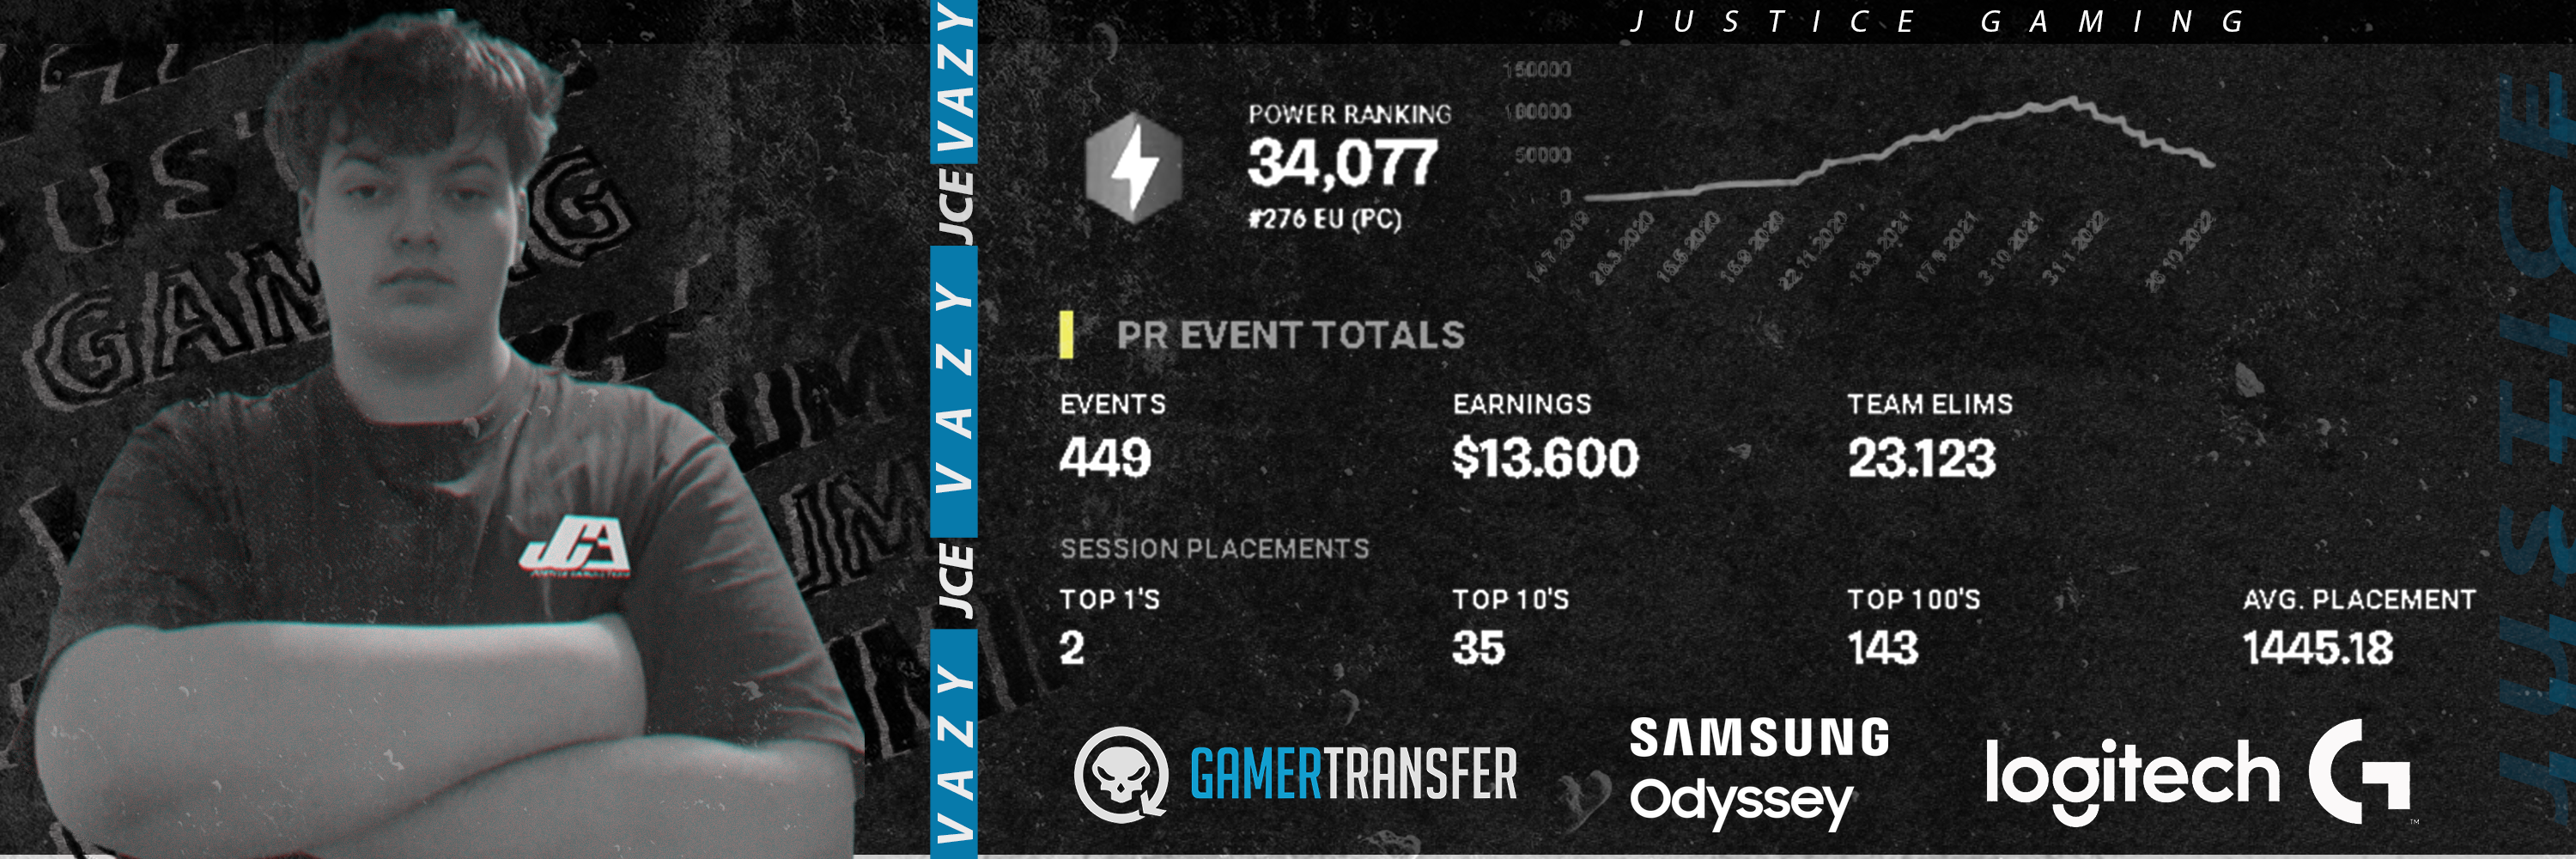 JUSTICE GAMING
VAZY
JCE
VAZY
JCE
VAZY
POWER RANKING
34,077
#276 EU (PC)
150000
100000
50000
0
PR EVENT TOTALS
EVENTS
449
EARNINGS
$13.600
TEAM ELIMS
23.123
SESSION PLACEMENTS
TOP 1'S
2
TOP 10'S
35
TOP 100'S
143
AVG. PLACEMENT
1445.18
GAMERTRANSFER
SAMSUNG
Odyssey
logitech G
JUSTICE
GAMING